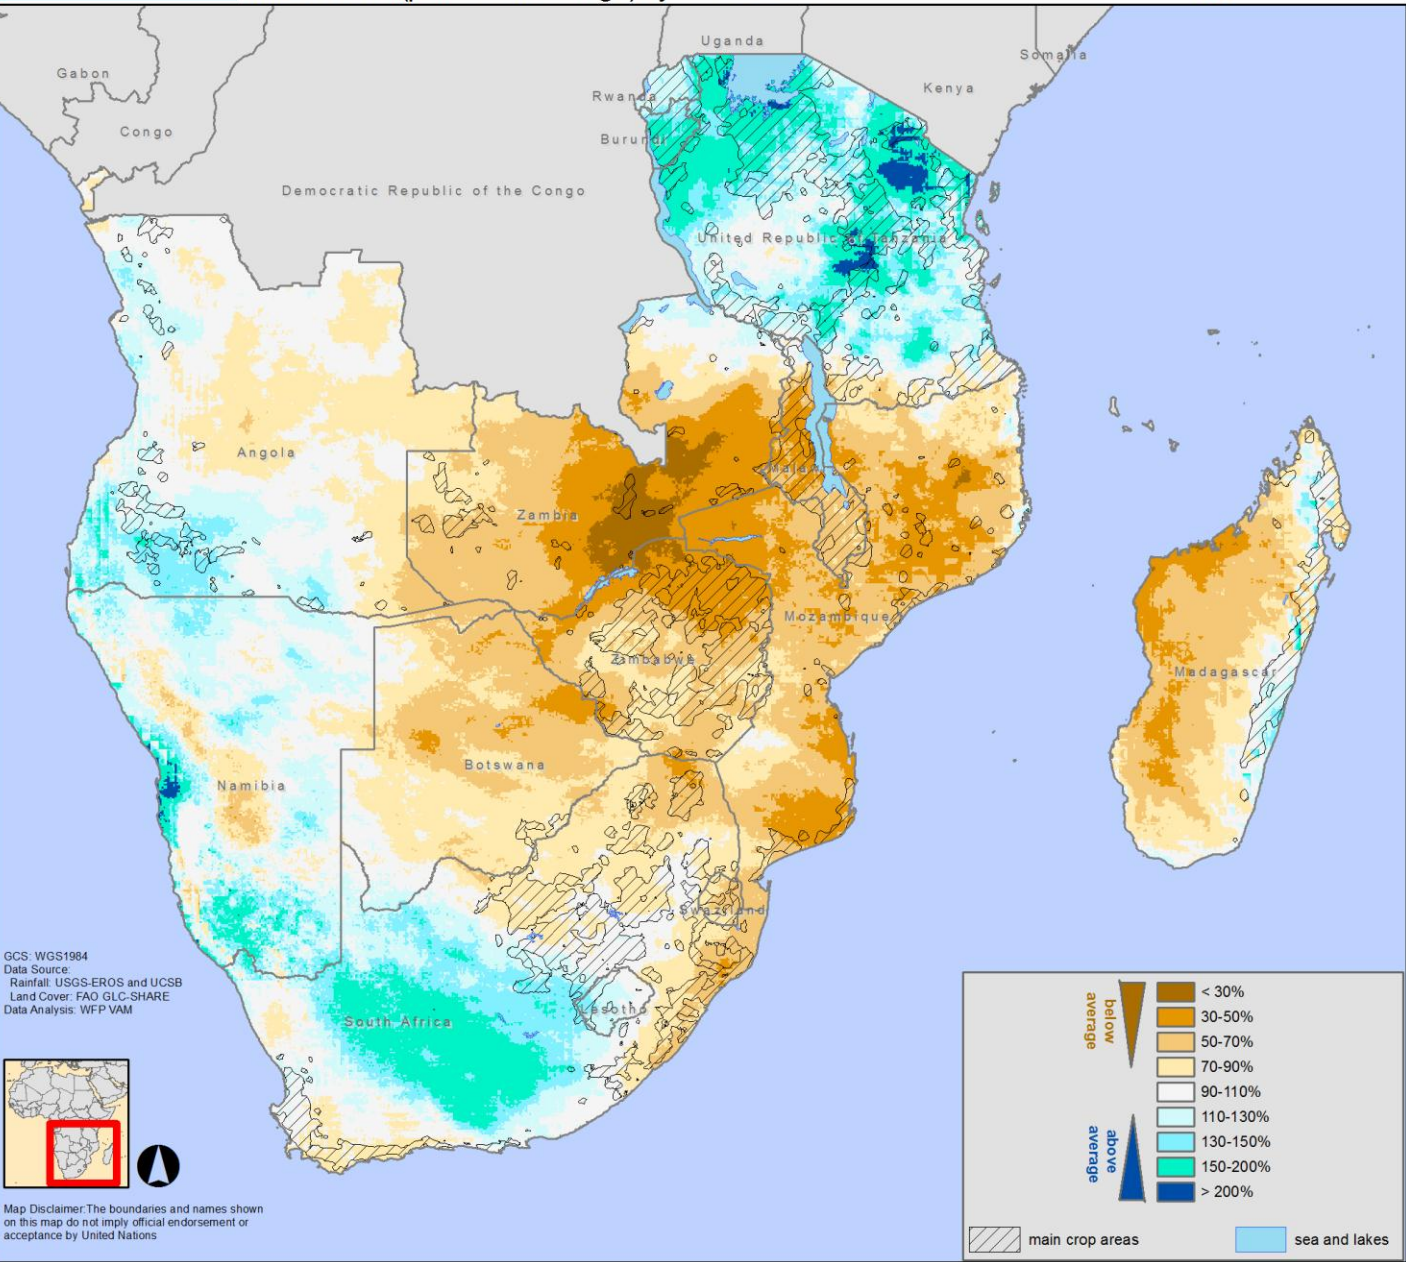 Uganda
Somalia
Gabon
Kenya
Rwanda
Congo
Burundi
Democratic Republic of the Congo
United Republic of Tanzania
Angola
Malawi
Zambia
Mozambique
Zimbabwe
Madagascar
Botswana
Namibia
Swaziland
South Africa
Lesotho
GCS: WGS1984
Data Source:
Rainfall: USGS-EROS and UCSB
Land Cover: FAO GLC-SHARE
Data Analysis: WFP VAM
Map Disclaimer:The boundaries and names shown
on this map do not imply official endorsement or
acceptance by United Nations
below
average
< 30%
30-50%
50-70%
70-90%
90-110%
above
average
110-130%
130-150%
150-200%
> 200%
main crop areas
sea and lakes